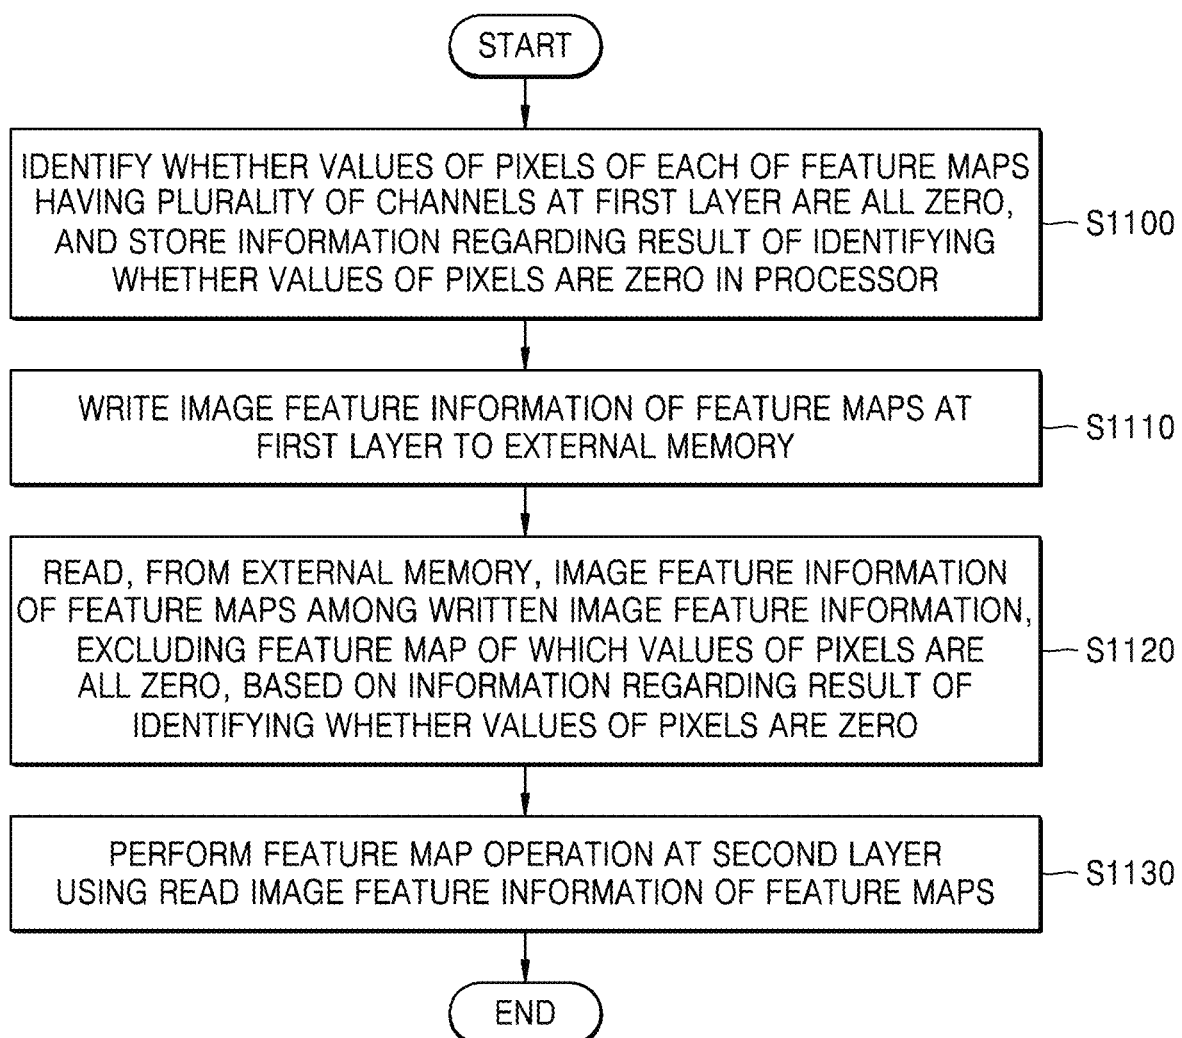 START
IDENTIFY WHETHER VALUES OF PIXELS OF EACH OF FEATURE MAPS
HAVING PLURALITY OF CHANNELS AT FIRST LAYER ARE ALL ZERO,
AND STORE INFORMATION REGARDING RESULT OF IDENTIFYING
WHETHER VALUES OF PIXELS ARE ZERO IN PROCESSOR
S1100
WRITE IMAGE FEATURE INFORMATION OF FEATURE MAPS AT
FIRST LAYER TO EXTERNAL MEMORY
S1110
READ, FROM EXTERNAL MEMORY, IMAGE FEATURE INFORMATION
OF FEATURE MAPS AMONG WRITTEN IMAGE FEATURE INFORMATION,
EXCLUDING FEATURE MAP OF WHICH VALUES OF PIXELS ARE
ALL ZERO, BASED ON INFORMATION REGARDING RESULT OF
IDENTIFYING WHETHER VALUES OF PIXELS ARE ZERO
S1120
PERFORM FEATURE MAP OPERATION AT SECOND LAYER
USING READ IMAGE FEATURE INFORMATION OF FEATURE MAPS
S1130
END